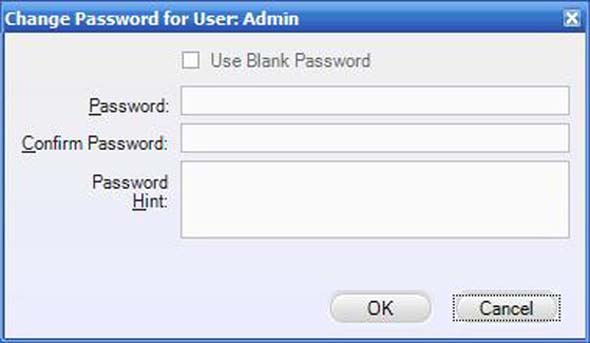 Change Password for User: Admin
Use Blank Password
Password:
Confirm Password:
Password
Hint:
OK
Cancel